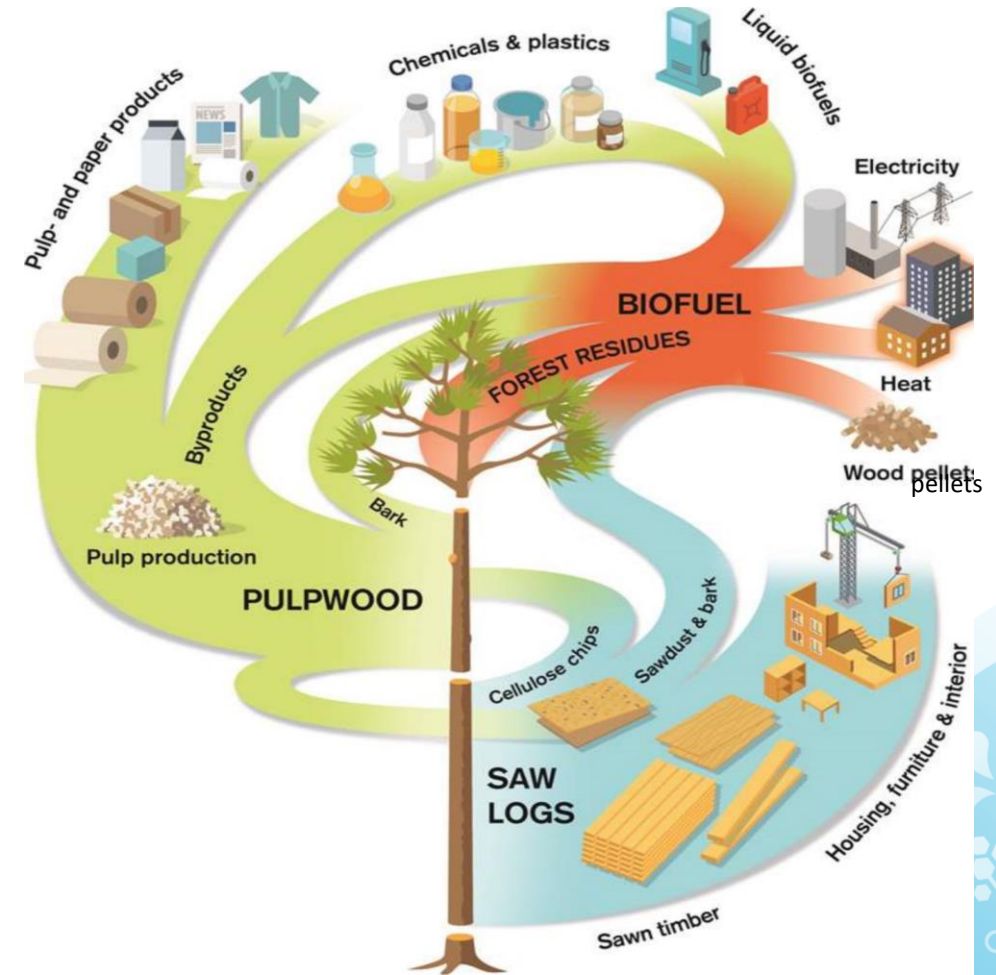 Chemicals & plastics
Liquid biofuels
Pulp- and paper products
NEWS
Electricity
BIOFUEL
FOREST RESIDUES
Heat
Byproducts
Wood pellets
pellets
Bark
Pulp production
PULPWOOD
Cellulose chips
Sawdust & bark
Housing, furniture & interior
SAW
LOGS
Sawn timber